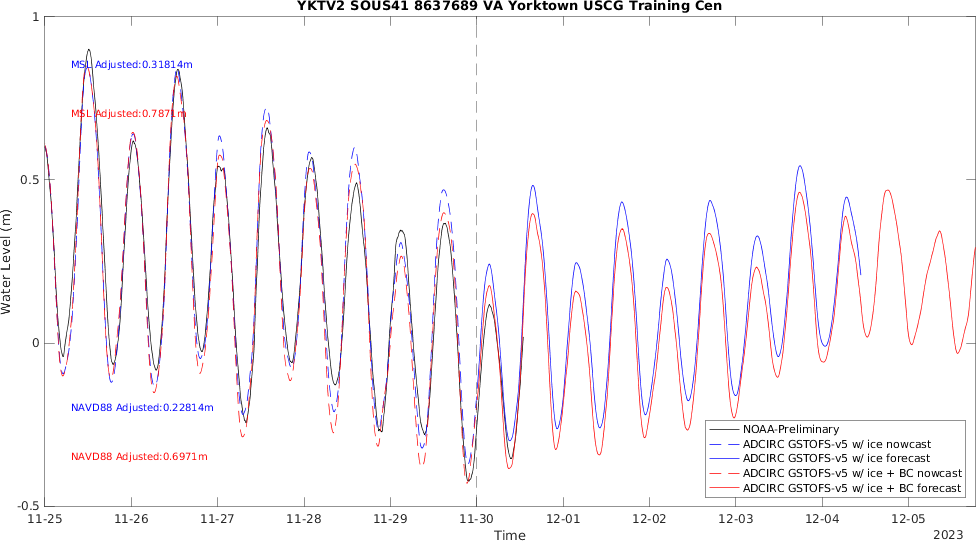 YKTV2 SOUS41 8637689 VA Yorktown USCG Training Cen
1
0.5
0
-0.5
Water Level (m)
MSL Adjusted:0.31814m
MSL Adjusted:0.7871m
NAVD88 Adjusted:0.22814m
NAVD88 Adjusted:0.6971m
NOAA-Preliminary
ADCIRC GSTOFS-v5 w/ ice nowcast
ADCIRC GSTOFS-v5 w/ ice forecast
ADCIRC GSTOFS-v5 w/ ice + BC nowcast
ADCIRC GSTOFS-v5 w/ ice + BC forecast
11-25 11-26 11-27 11-28 11-29 11-30 12-01 12-02 12-03 12-04 12-05
Time
2023